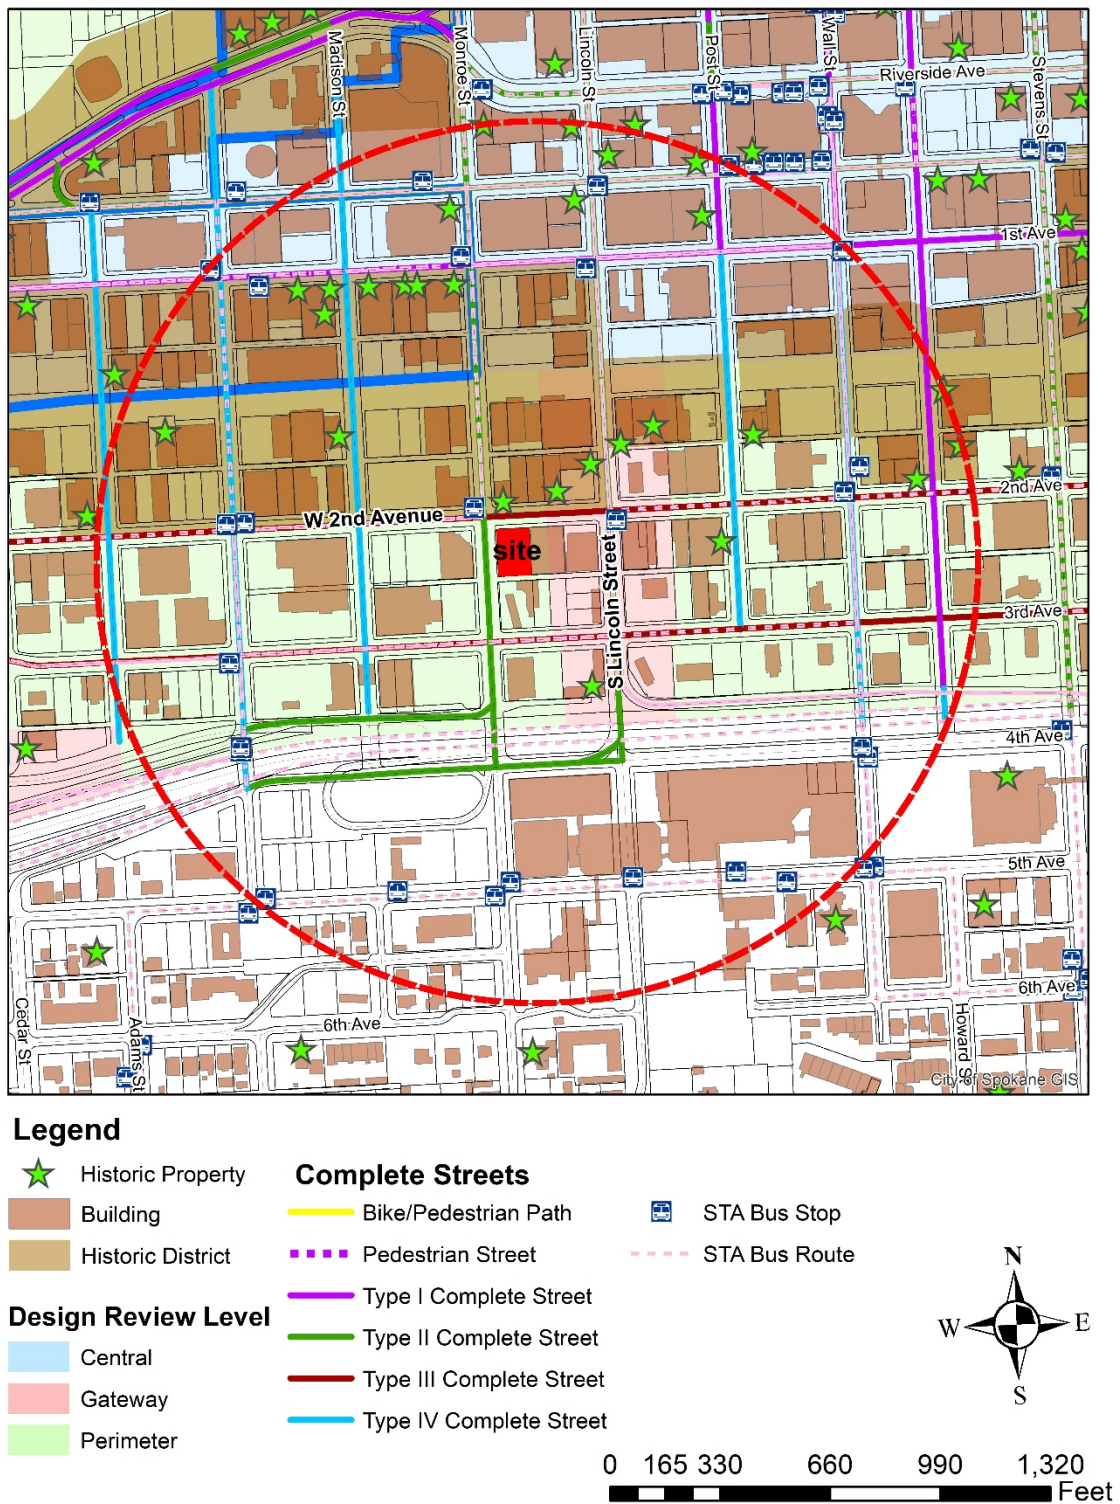 Madison St
Monroe St
Lincoln St
Post St
Wall St
Stevens St
Riverside Ave
1st Ave
2nd Ave
W 2nd Avenue
site
S Lincoln Street
3rd Ave
4th Ave
5th Ave
6th Ave
6th Ave
Cedar St
Adams St
Howard S
City of Spokane GIS
Legend
Historic Property
Building
Historic District
Design Review Level
Central
Gateway
Perimeter
Complete Streets
Bike/Pedestrian Path
Pedestrian Street
Type I Complete Street
Type II Complete Street
Type III Complete Street
Type IV Complete Street
STA Bus Stop
STA Bus Route
N
W E
S
0 165 330 660 990 1,320
Feet